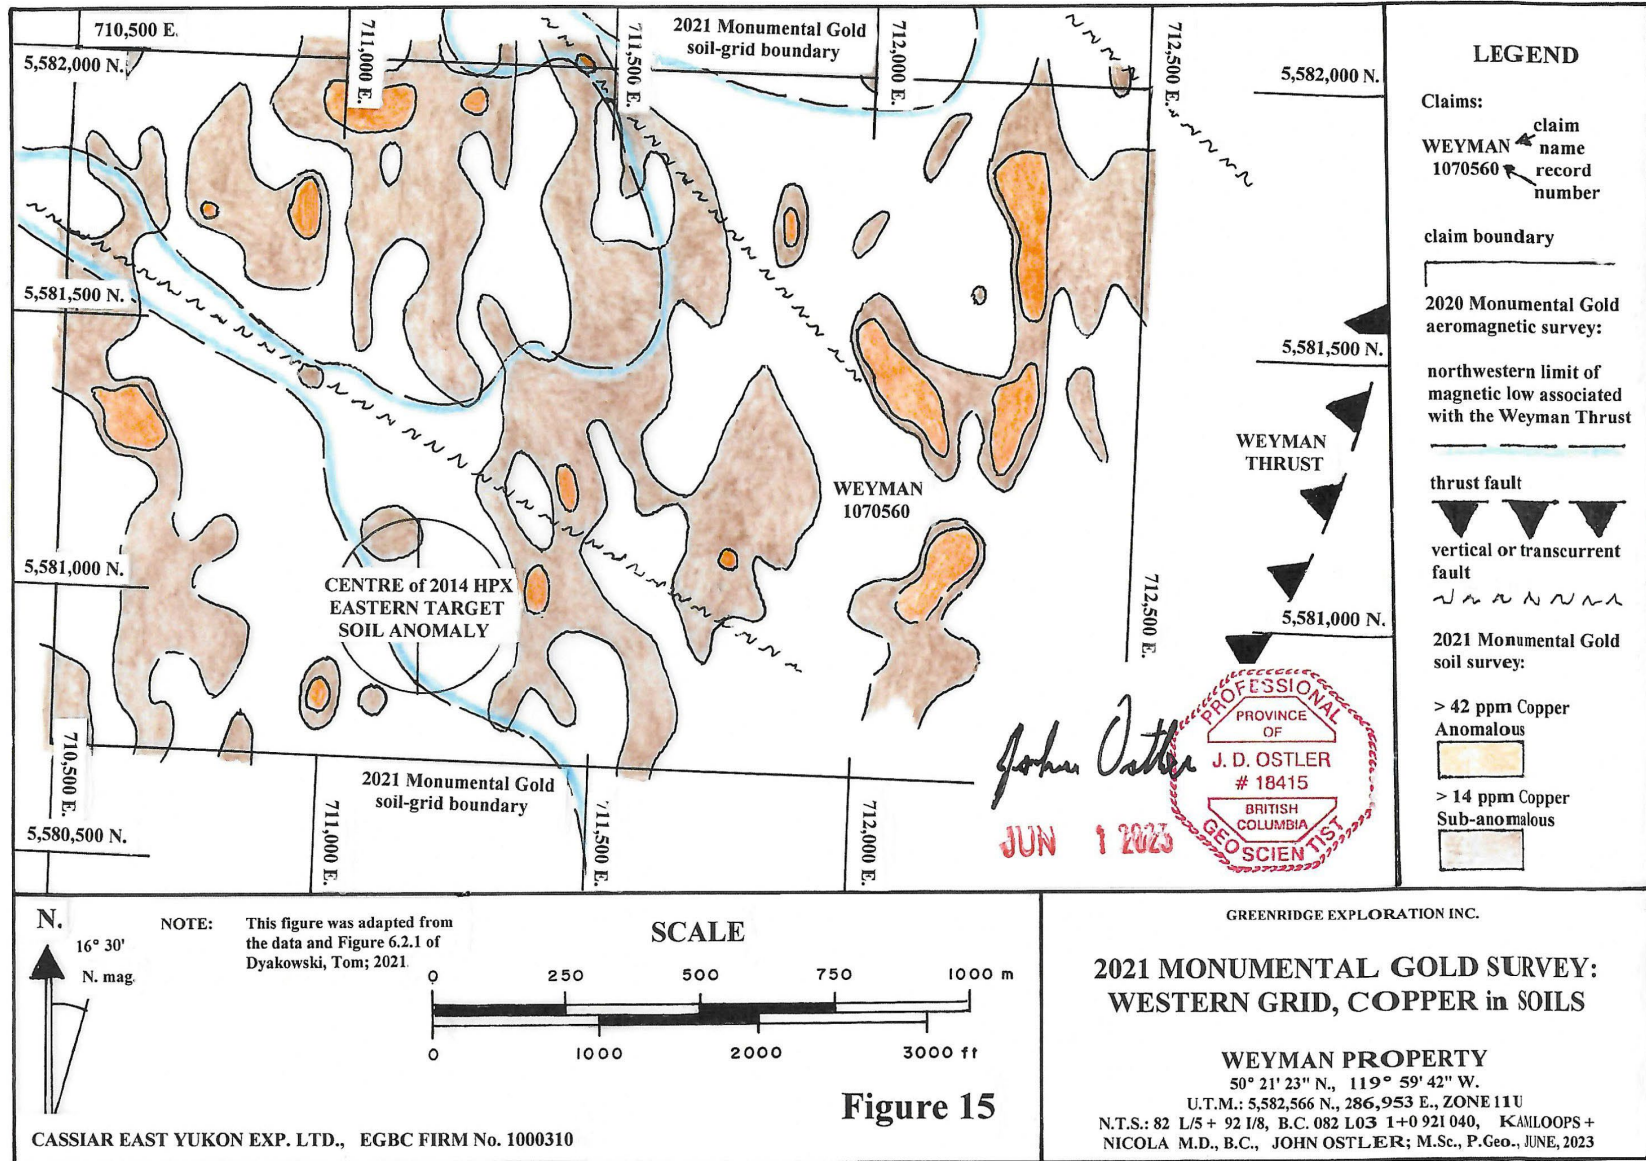 710,500 E.
711,000 E.
2021 Monumental Gold
soil-grid boundary
711,500 E.
712,000 E.
712,500 E.
5,582,000 N.
5,582,000 N.
5,581,500 N.
5,581,500 N.
WEYMAN
THRUST
WEYMAN
1070560
5,581,000 N.
CENTRE of 2014 HPX
EASTERN TARGET
SOIL ANOMALY
712,500 E.
5,581,000 N.
710,500 E.
2021 Monumental Gold
soil-grid boundary
711,000 E.
711,500 E.
712,000 E.
5,580,500 N.
John Ostler
JUN 1 2023
PROFESSIONAL
PROVINCE
OF
J. D. OSTLER
# 18415
BRITISH
COLUMBIA
GEOSCIENTIST
LEGEND
Claims:
claim
WEYMAN name
1070560 record
number
claim boundary
2020 Monumental Gold
aeromagnetic survey:
northwestern limit of
magnetic low associated
with the Weyman Thrust
thrust fault
vertical or transcurrent
fault
2021 Monumental Gold
soil survey:
> 42 ppm Copper
Anomalous
> 14 ppm Copper
Sub-anomalous
N.
16° 30'
N. mag.
NOTE: This figure was adapted from
the data and Figure 6.2.1 of
Dyakowski, Tom; 2021.
SCALE
0 250 500 750 1000 m
0 1000 2000 3000 ft
Figure 15
CASSIAR EAST YUKON EXP. LTD., EGBC FIRM No. 1000310
GREENRIDGE EXPLORATION INC.
2021 MONUMENTAL GOLD SURVEY:
WESTERN GRID, COPPER in SOILS
WEYMAN PROPERTY
50° 21' 23" N., 119° 59' 42" W.
U.T.M.: 5,582,566 N., 286,953 E., ZONE 11U
N.T.S.: 82 L/5 + 92 I/8, B.C. 082 L03 1+0 92I 040, KAMLOOPS +
NICOLA M.D., B.C., JOHN OSTLER; M.Sc., P.Geo., JUNE, 2023